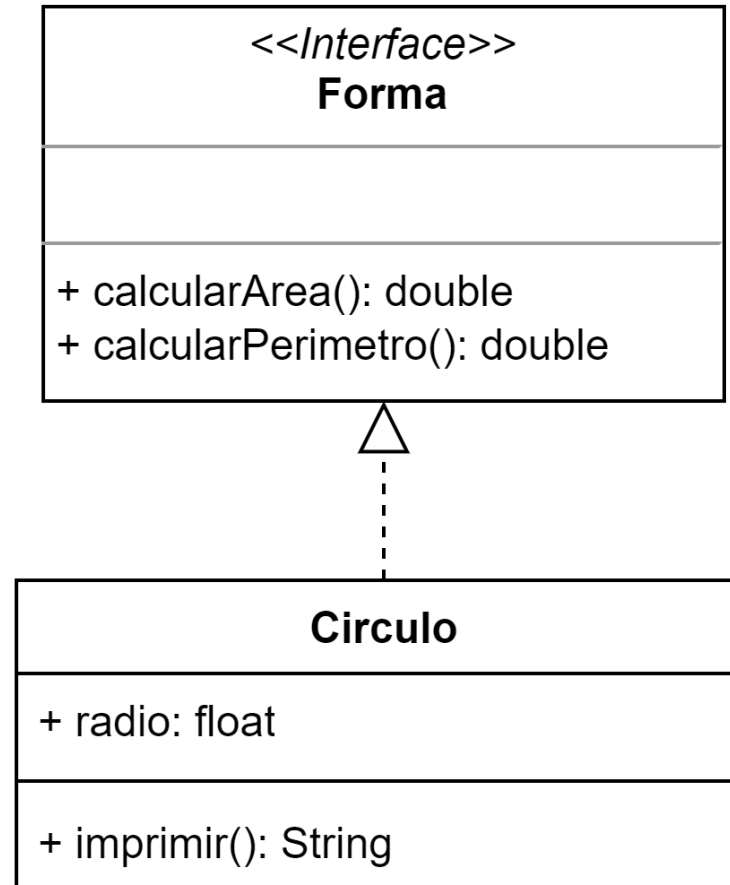 <<Interface>>
Forma
+ calcularArea(): double
+ calcularPerimetro(): double
Circulo
+ radio: float
+ imprimir(): String